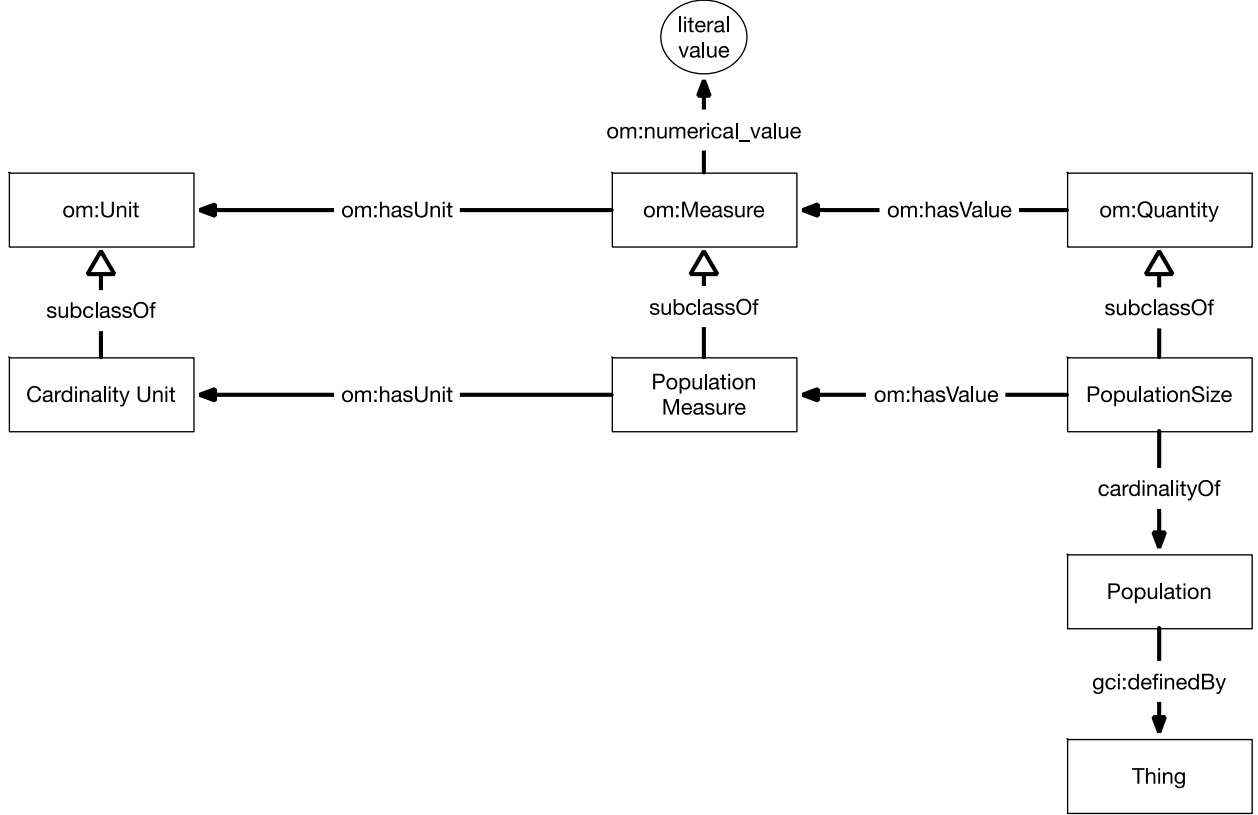 literal
value
om:numerical_value
om:Unit
om:hasUnit
om:Measure
om:hasValue
om:Quantity
subclassOf
subclassOf
subclassOf
Cardinality Unit
om:hasUnit
Population
Measure
om:hasValue
PopulationSize
cardinalityOf
Population
gci:definedBy
Thing